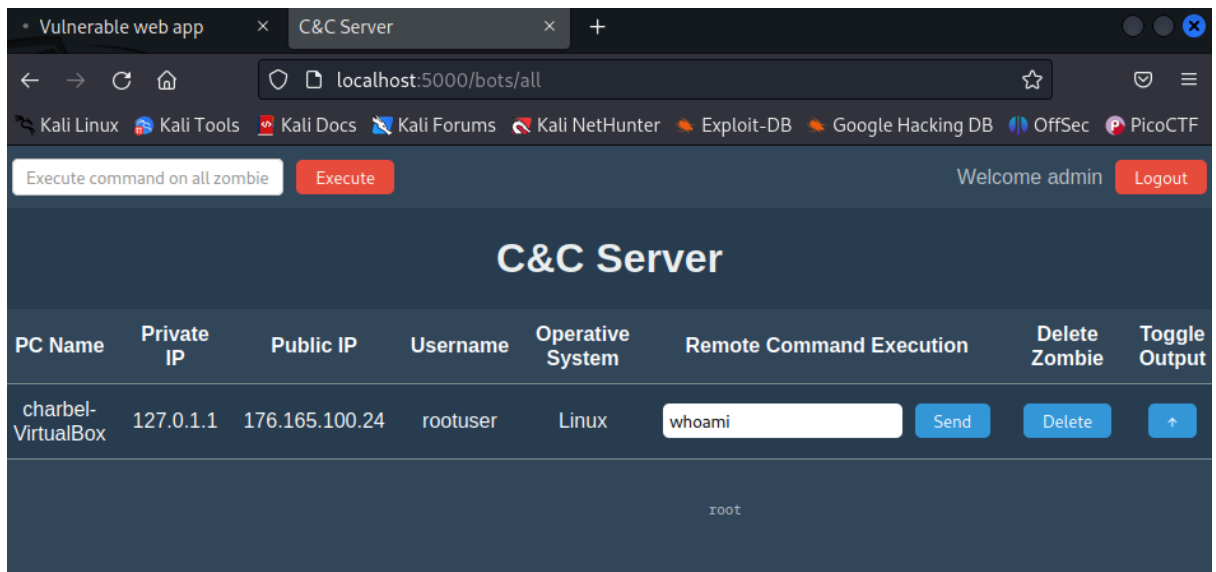 Vulnerable web app
C&C Server
localhost:5000/bots/all
Kali Linux Kali Tools Kali Docs Kali Forums Kali NetHunter Exploit-DB Google Hacking DB OffSec PicoCTF
Execute command on all zombie Execute Welcome admin Logout
C&C Server
PC Name Private IP Public IP Username Operative System Remote Command Execution Delete Zombie Toggle Output
charbel-VirtualBox 127.0.1.1 176.165.100.24 rootuser Linux whoami Send Delete ↑
root